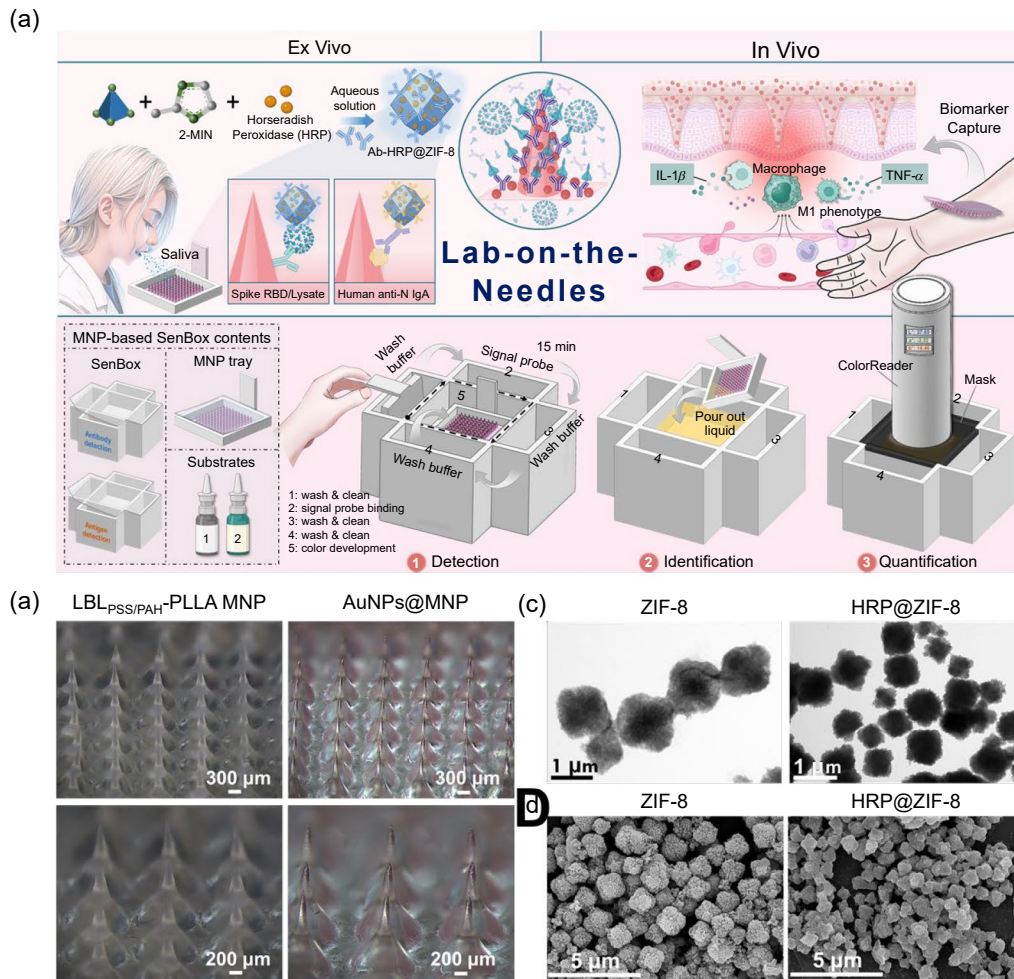 (a)
Ex Vivo
In Vivo
2-MIN
Horseradish
Peroxidase (HRP)
Aqueous
solution
Ab-HRP@ZIF-8
Saliva
Spike RBD/Lysate
Human anti-N IgA
Lab-on-the-
Needles
Biomarker
Capture
IL-1β
Macrophage
TNF-α
M1 phenotype
MNP-based SenBox contents
SenBox
MNP tray
Antibody
detection
Antigen
detection
Substrates
1
2
Wash buffer
Signal probe
15 min
2
5
3
Wash buffer
4
Wash buffer
1: wash & clean
2: signal probe binding
3: wash & clean
4: wash & clean
5: color development
1 Detection
1
2
Pour out
liquid
3
4
2 Identification
ColorReader
Mask
1
2
3
4
3 Quantification
(a)
LBLPSS/PAH-PLLA MNP
AuNPs@MNP
300 μm
300 μm
200 μm
200 μm
(c)
ZIF-8
HRP@ZIF-8
1 μm
1 μm
D
d
ZIF-8
HRP@ZIF-8
5 μm
5 μm